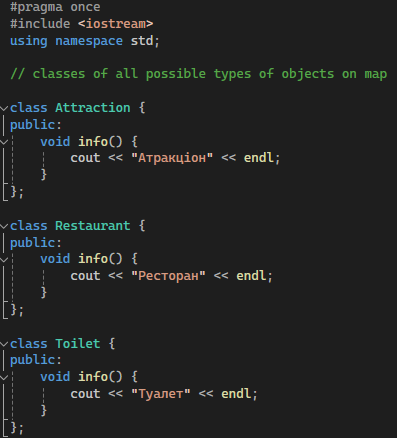 #pragma once
#include <iostream>
using namespace std;
// classes of all possible types of objects on map
class Attraction {
public:
    void info() {
        cout << "Атракціон" << endl;
    }
};
class Restaurant {
public:
    void info() {
        cout << "Ресторан" << endl;
    }
};
class Toilet {
public:
    void info() {
        cout << "Туалет" << endl;
    }
};